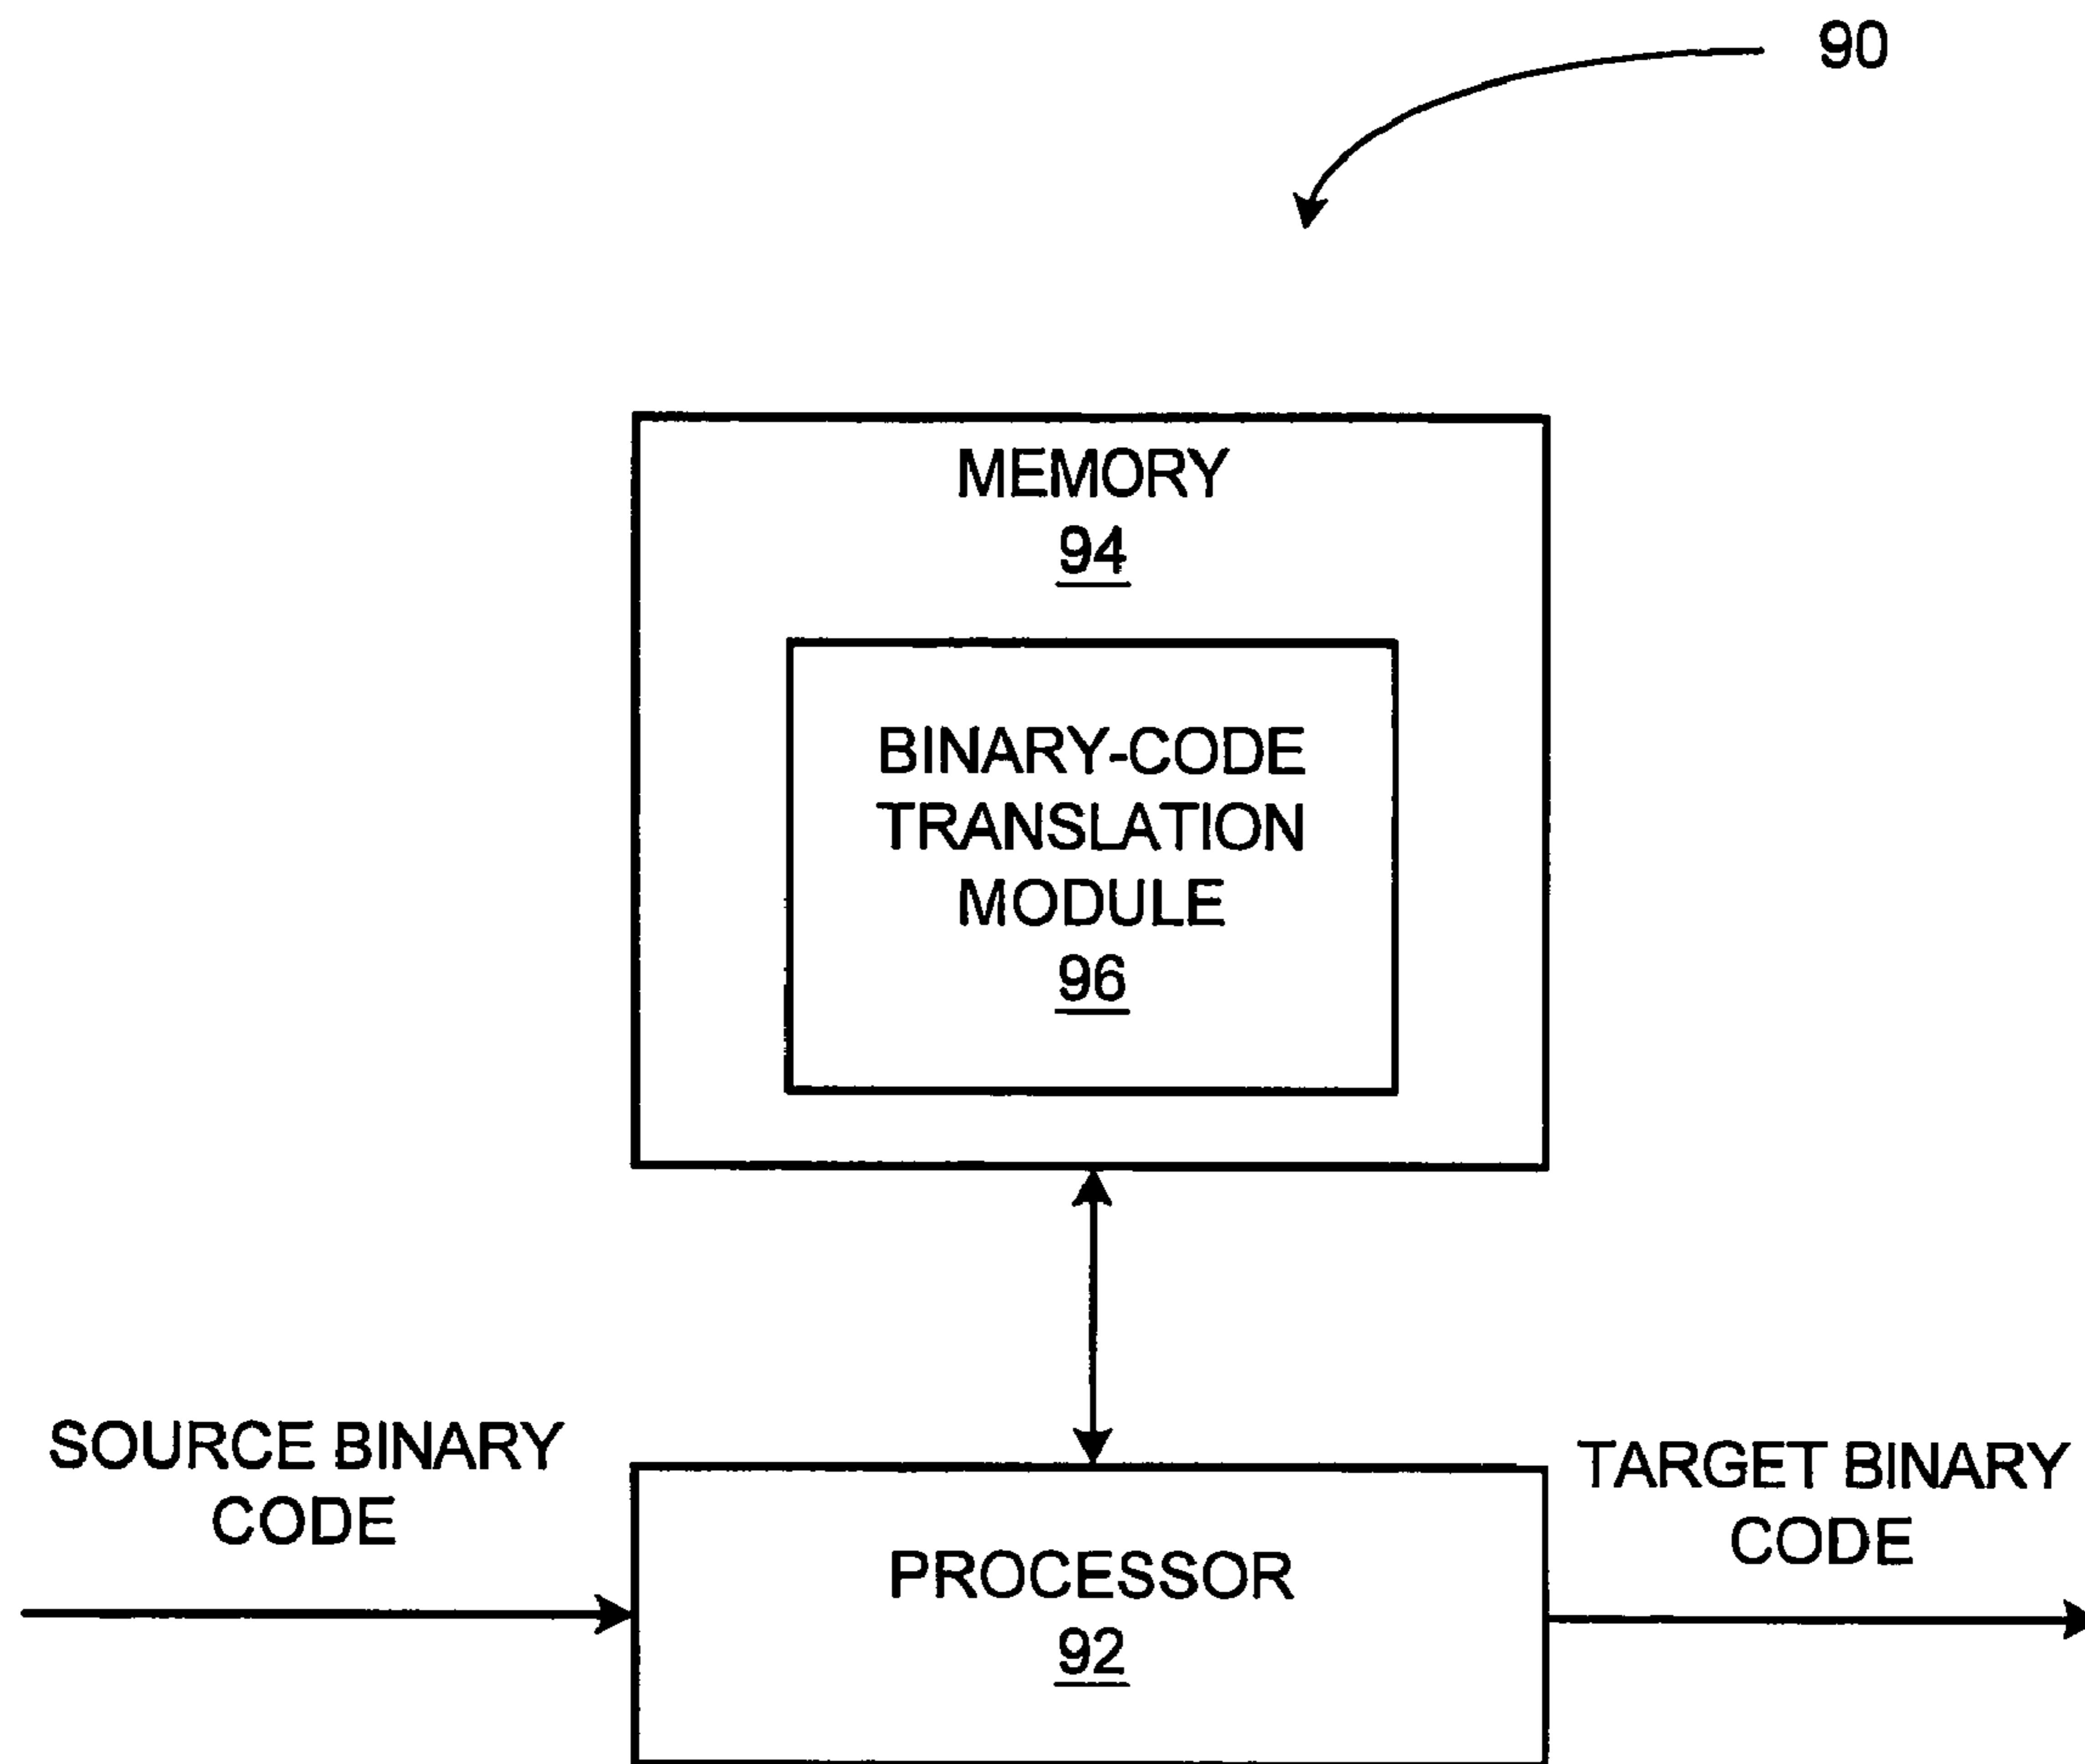 90
MEMORY
94
BINARY-CODE
TRANSLATION
MODULE
96
SOURCE BINARY
CODE
PROCESSOR
92
TARGET BINARY
CODE